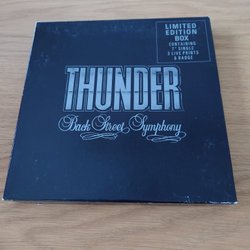 LIMITED
EDITION
BOX
CONTAINING
7" SINGLE
3 LIVE PRINTS
& BADGE
THUNDER
Back Street Symphony